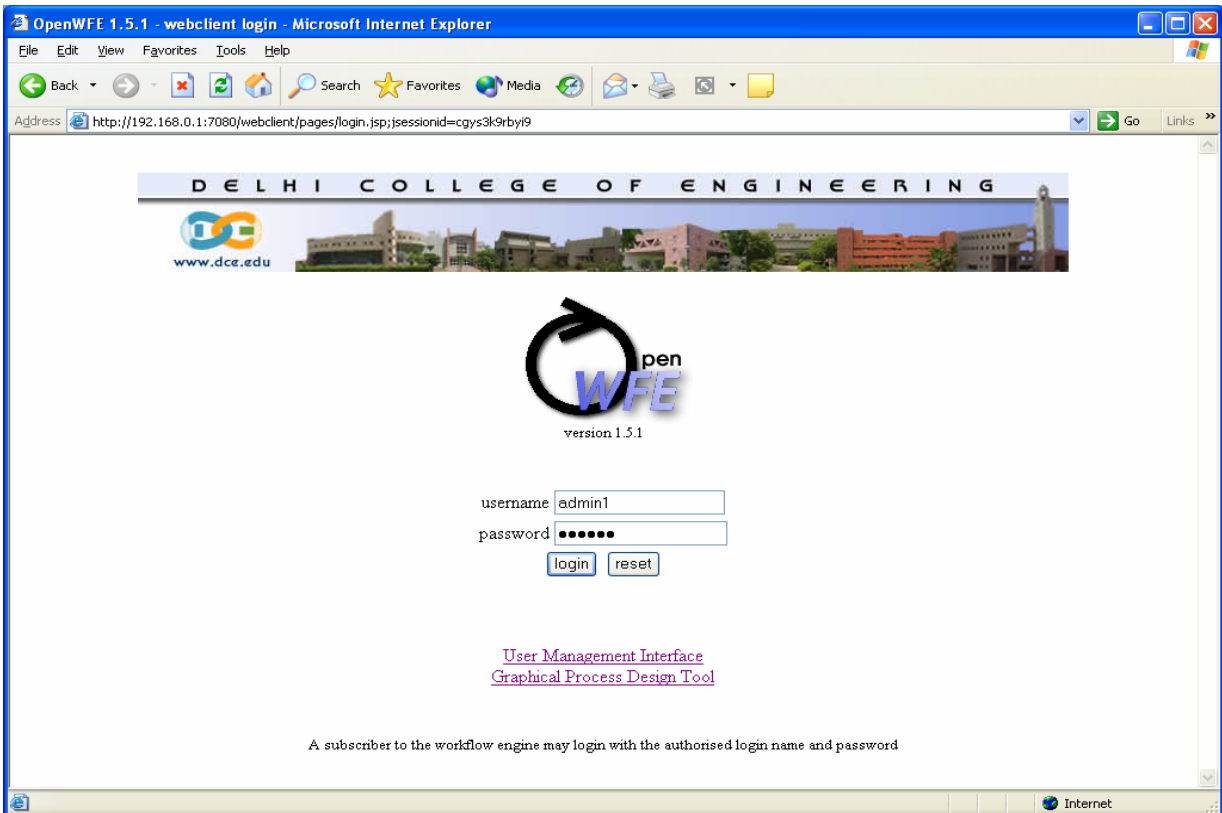 OpenWFE 1.5.1 - webclient login - Microsoft Internet Explorer
File Edit View Favorites Tools Help
Back Search Favorites Media
Address http://192.168.0.1:7080/webclient/pages/login.jsp;jsessionid=cgys3k9rbyi9 Go Links »
DELHI COLLEGE OF ENGINEERING
www.dce.edu
Open
WFE
version 1.5.1
username admin1
password ●●●●●●
login reset
User Management Interface
Graphical Process Design Tool
A subscriber to the workflow engine may login with the authorised login name and password
Internet